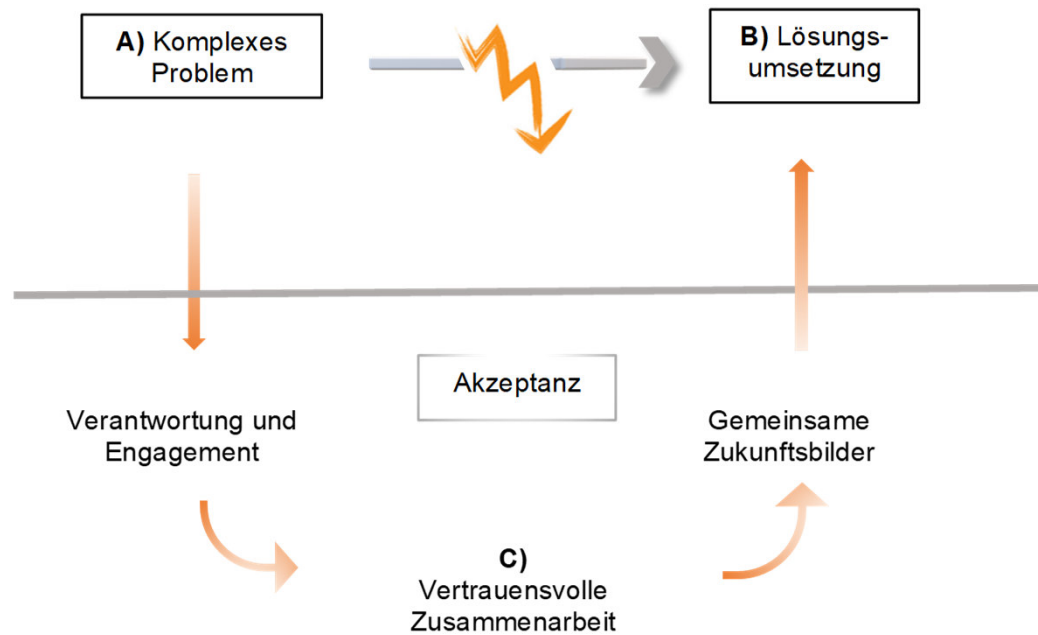 A) Komplexes
Problem
B) Lösungs-
umsetzung
Akzeptanz
Verantwortung und
Engagement
Gemeinsame
Zukunftsbilder
C)
Vertrauensvolle
Zusammenarbeit